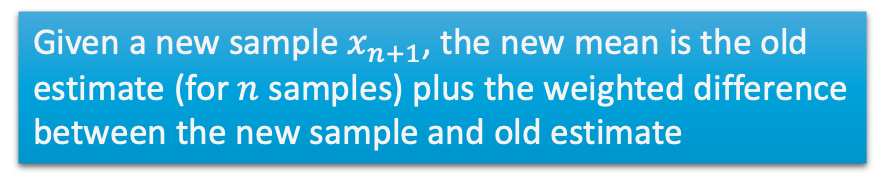 Given a new sample xₙ₊₁, the new mean is the old
estimate (for n samples) plus the weighted difference
between the new sample and old estimate